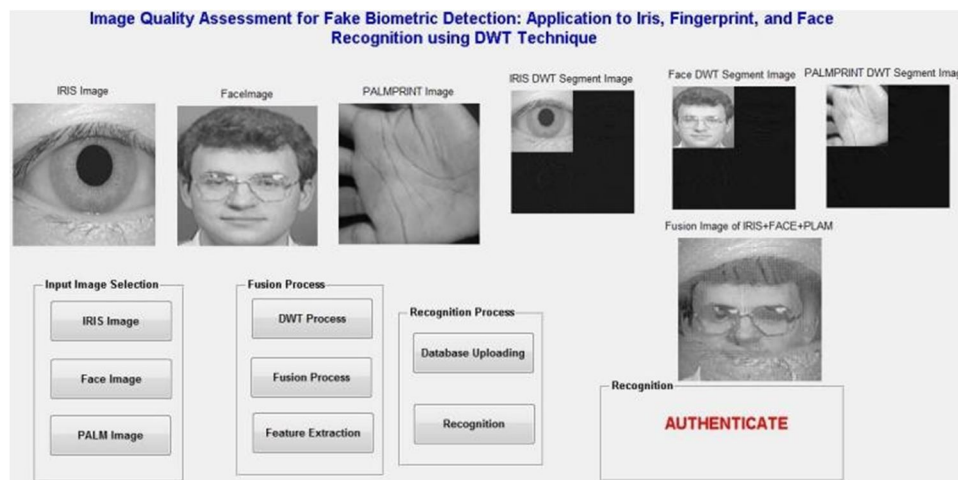 Image Quality Assessment for Fake Biometric Detection: Application to Iris, Fingerprint, and Face
Recognition using DWT Technique
IRIS Image
FaceImage
PALMPRINT Image
IRIS DWT Segment Image
Face DWT Segment Image
PALMPRINT DWT Segment Imag
Fusion Image of IRIS+FACE+PLAM
Input Image Selection
IRIS Image
Face Image
PALM Image
Fusion Process
DWT Process
Fusion Process
Feature Extraction
Recognition Process
Database Uploading
Recognition
Recognition
AUTHENTICATE